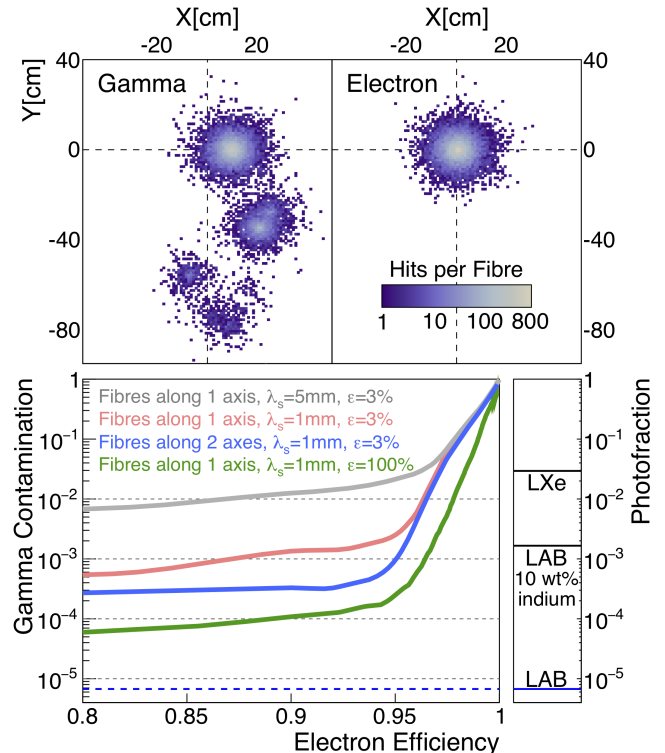 X[cm] X[cm]
-20 20 -20 20
40 40
Y[cm]
Gamma Electron
0 0
-40 -40
Hits per Fibre
1 10 100 800
-80 -80
Gamma Contamination
1
10⁻¹
10⁻²
10⁻³
10⁻⁴
10⁻⁵
Fibres along 1 axis, λₛ=5mm, ε=3%
Fibres along 1 axis, λₛ=1mm, ε=3%
Fibres along 2 axes, λₛ=1mm, ε=3%
Fibres along 1 axis, λₛ=1mm, ε=100%
0.8 0.85 0.9 0.95 1
Electron Efficiency
LXe
LAB
10 wt%
indium
LAB
1
10⁻¹
10⁻²
10⁻³
10⁻⁴
10⁻⁵
Photofraction